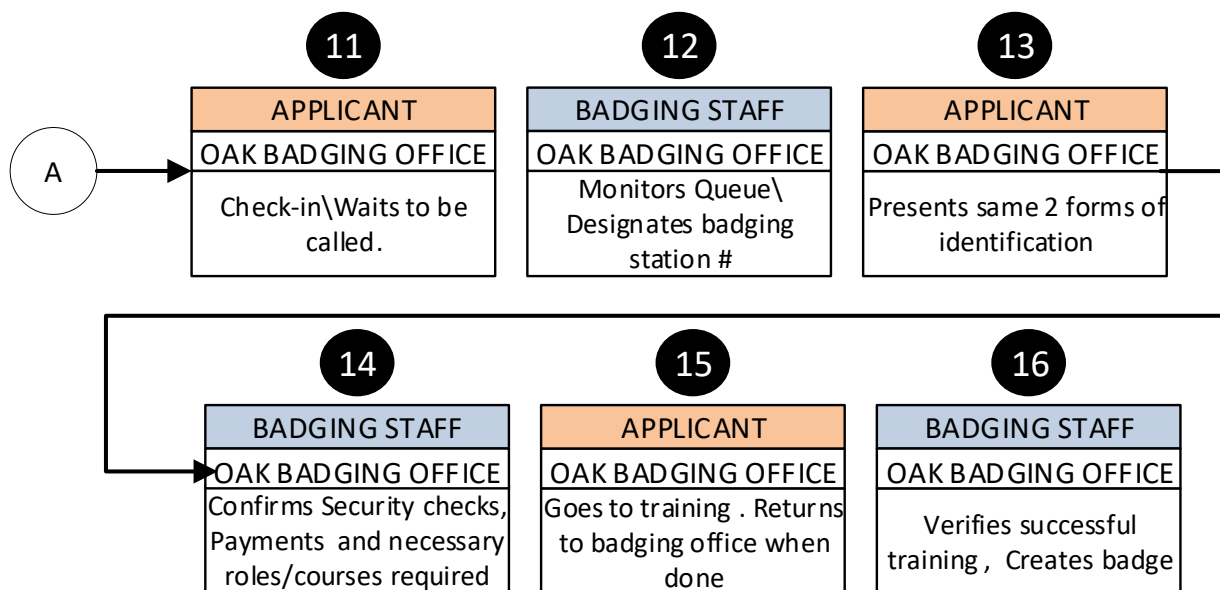 11
12
13
A
APPLICANT
OAK BADGING OFFICE
Check-in\Waits to be
called.
BADGING STAFF
OAK BADGING OFFICE
Monitors Queue\
Designates badging
station #
APPLICANT
OAK BADGING OFFICE
Presents same 2 forms of
identification
14
15
16
BADGING STAFF
OAK BADGING OFFICE
Confirms Security checks,
Payments and necessary
roles/courses required
APPLICANT
OAK BADGING OFFICE
Goes to training . Returns
to badging office when
done
BADGING STAFF
OAK BADGING OFFICE
Verifies successful
training , Creates badge